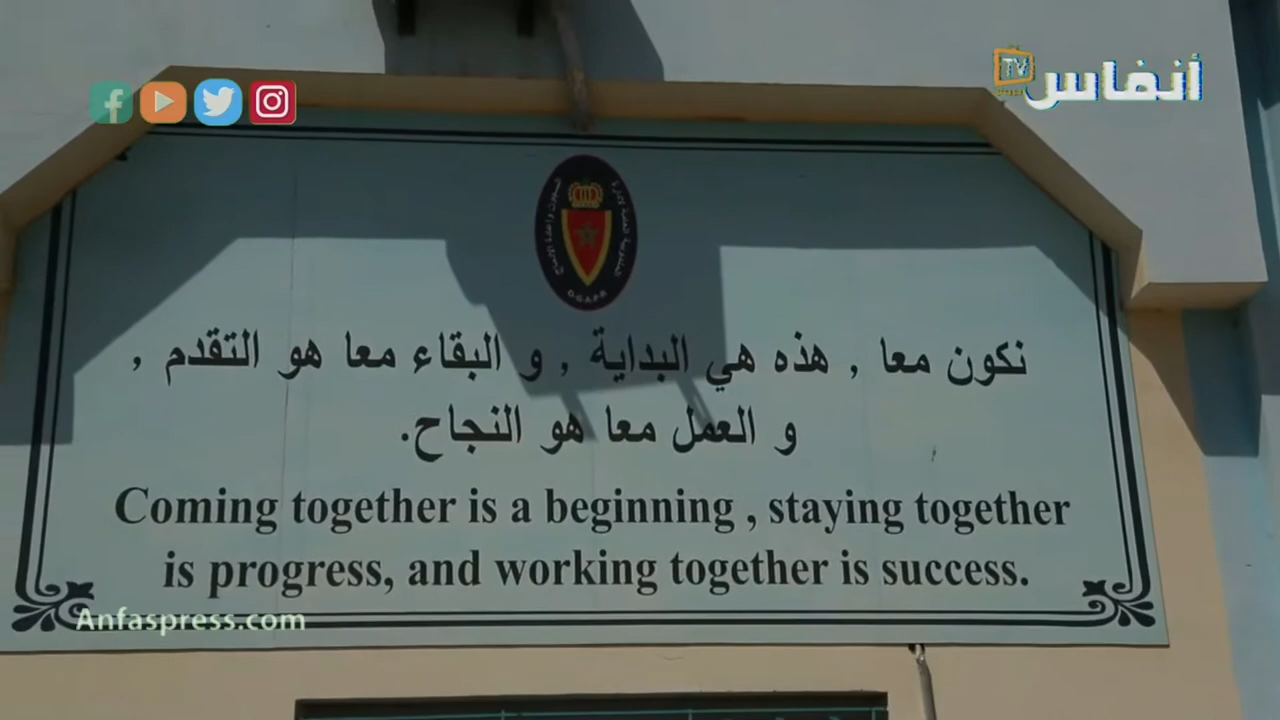 TV أنفاس
D.G.A.P.R
نكون معا , هذه هي البداية , و البقاء معا هو التقدم ,
و العمل معا هو النجاح.
Coming together is a beginning , staying together
is progress, and working together is success.
Anfaspress.com